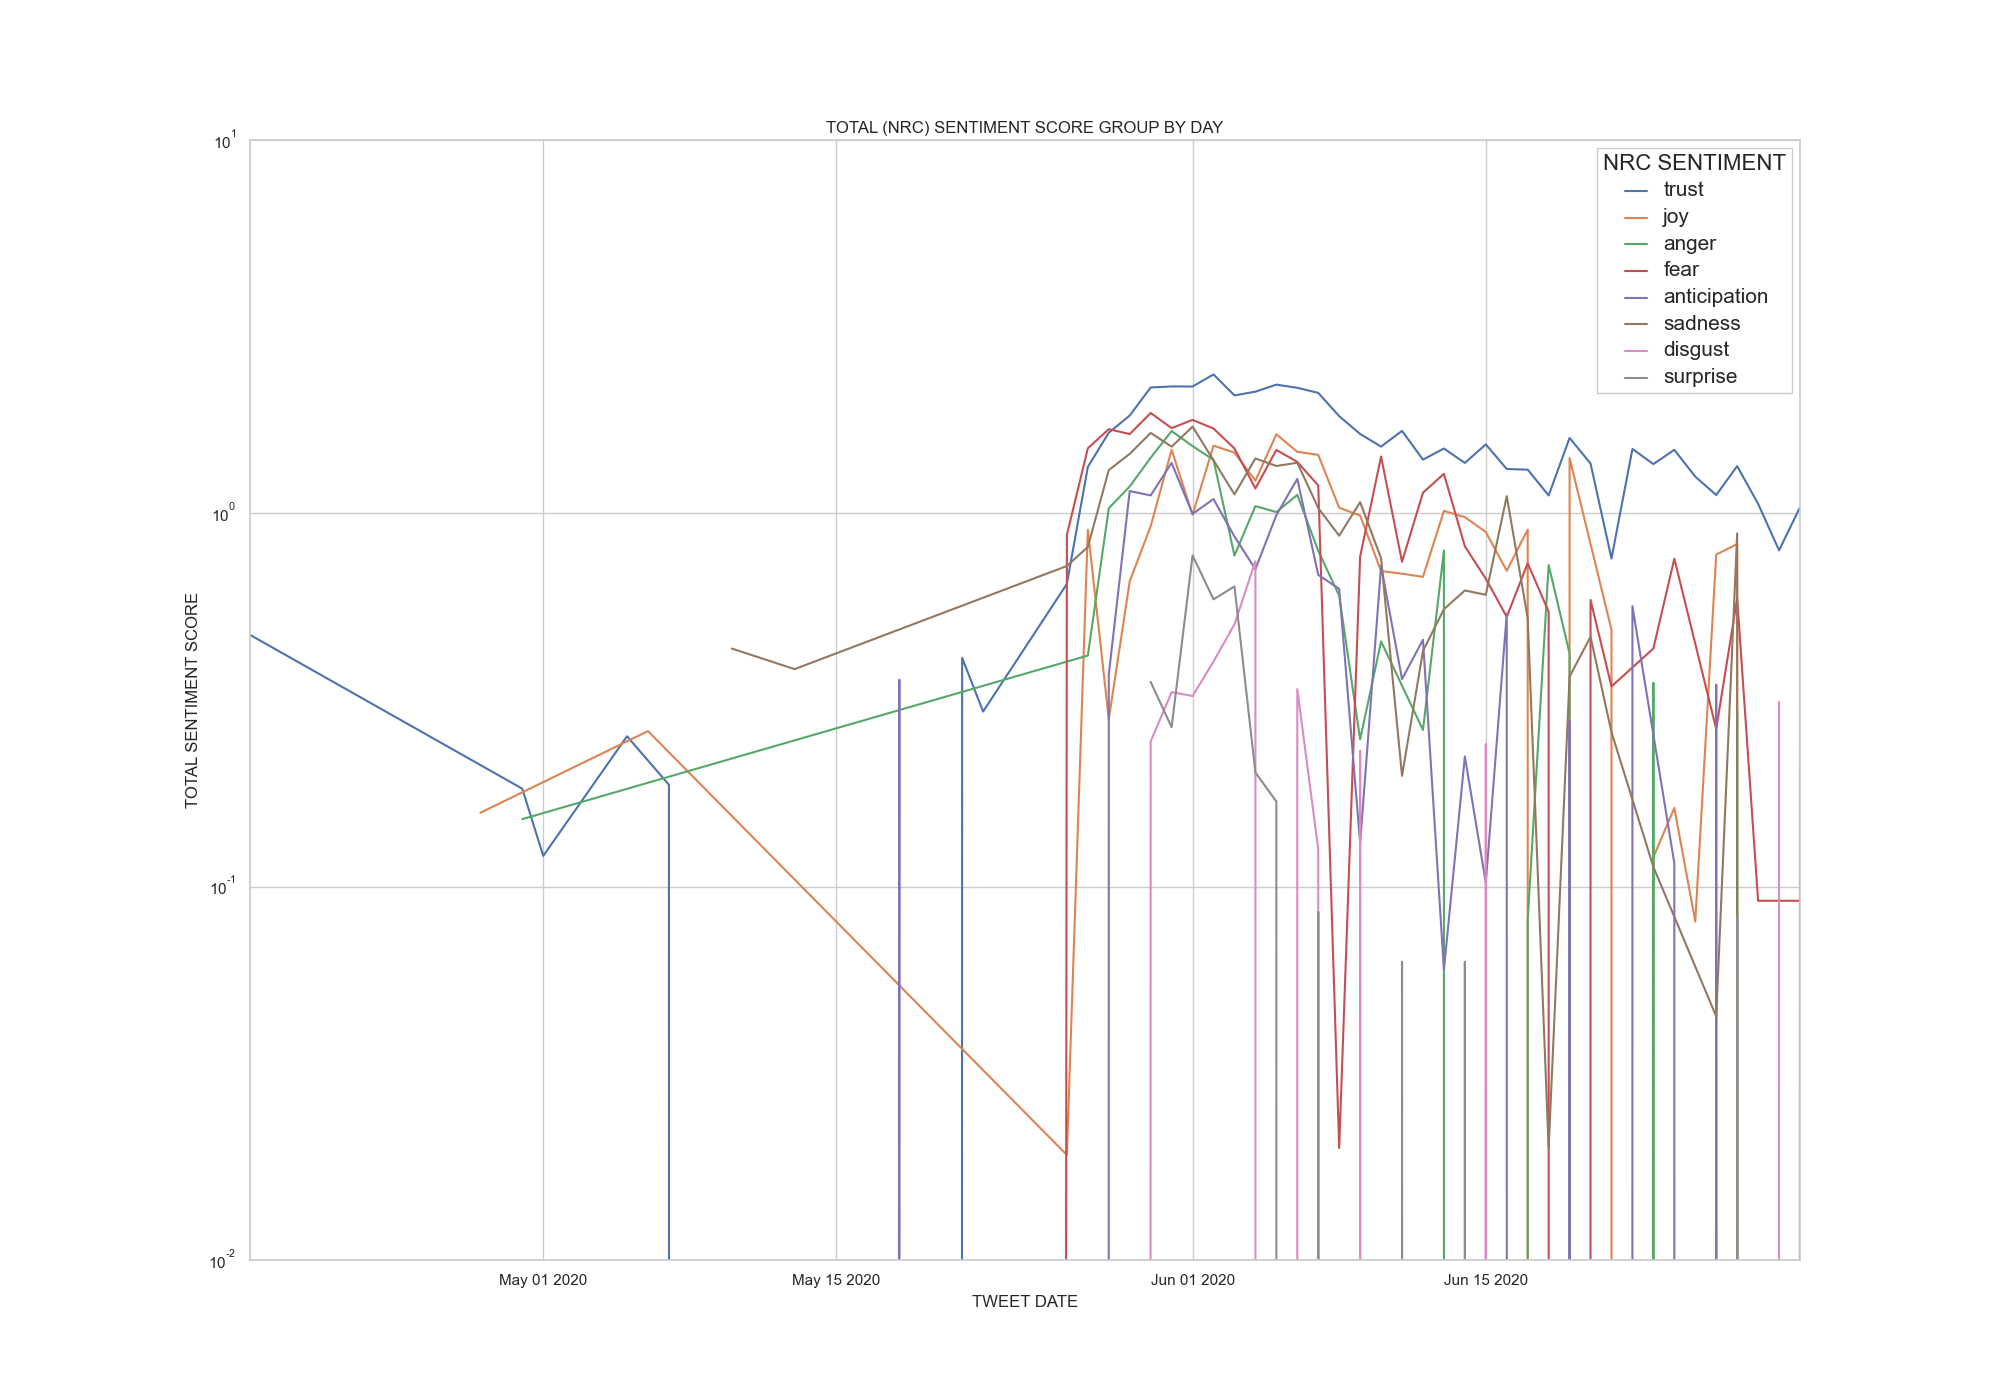 TOTAL (NRC) SENTIMENT SCORE GROUP BY DAY
10^1
NRC SENTIMENT
trust
joy
anger
fear
anticipation
sadness
disgust
surprise
10^0
TOTAL SENTIMENT SCORE
10^-1
10^-2
May 01 2020 May 15 2020 Jun 01 2020 Jun 15 2020
TWEET DATE